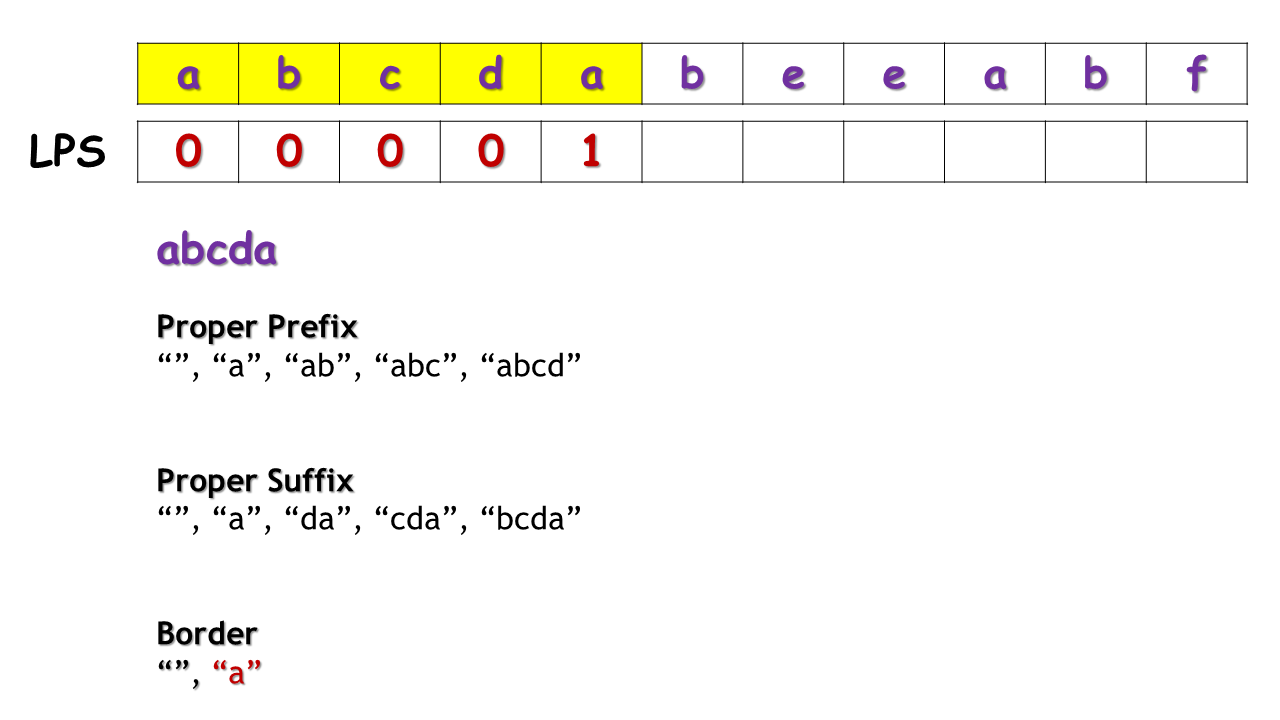 a b c d a b e e a b f
LPS 0 0 0 0 1
abcda
Proper Prefix
“”, “a”, “ab”, “abc”, “abcd”
Proper Suffix
“”, “a”, “da”, “cda”, “bcda”
Border
“”, “a”